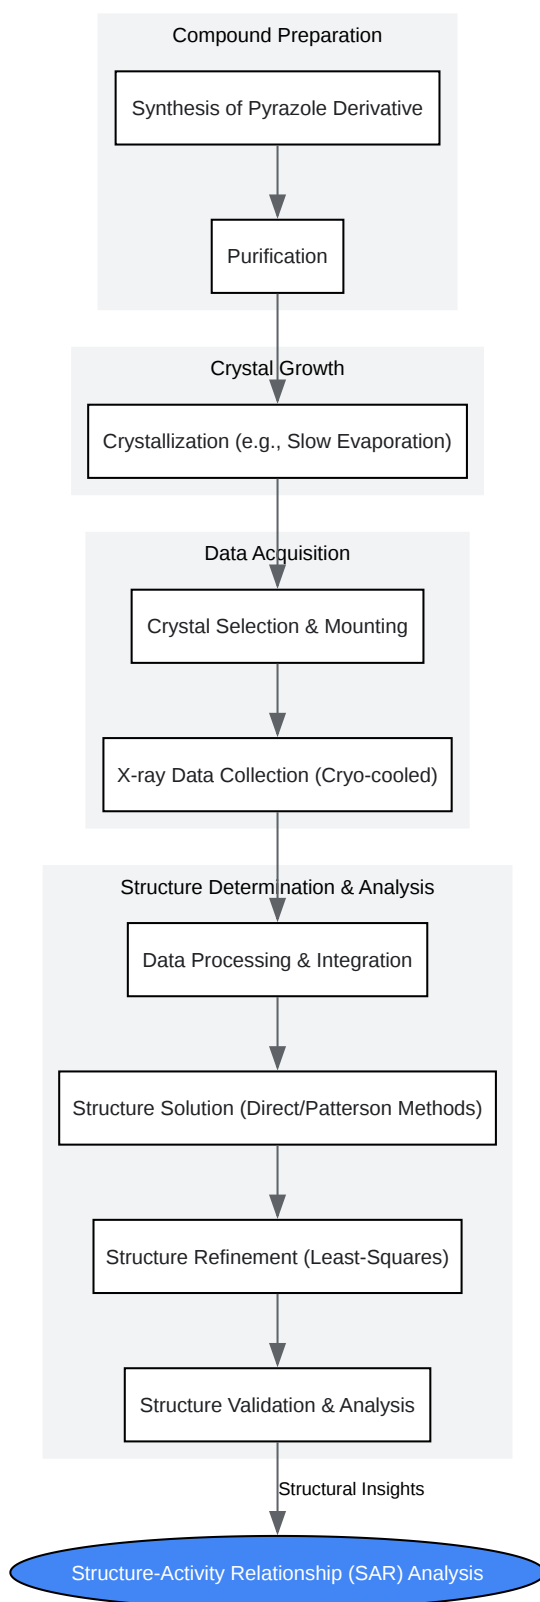 Compound Preparation
Synthesis of Pyrazole Derivative
Purification
Crystal Growth
Crystallization (e.g., Slow Evaporation)
Data Acquisition
Crystal Selection & Mounting
X-ray Data Collection (Cryo-cooled)
Structure Determination & Analysis
Data Processing & Integration
Structure Solution (Direct/Patterson Methods)
Structure Refinement (Least-Squares)
Structure Validation & Analysis
Structural Insights
Structure-Activity Relationship (SAR) Analysis